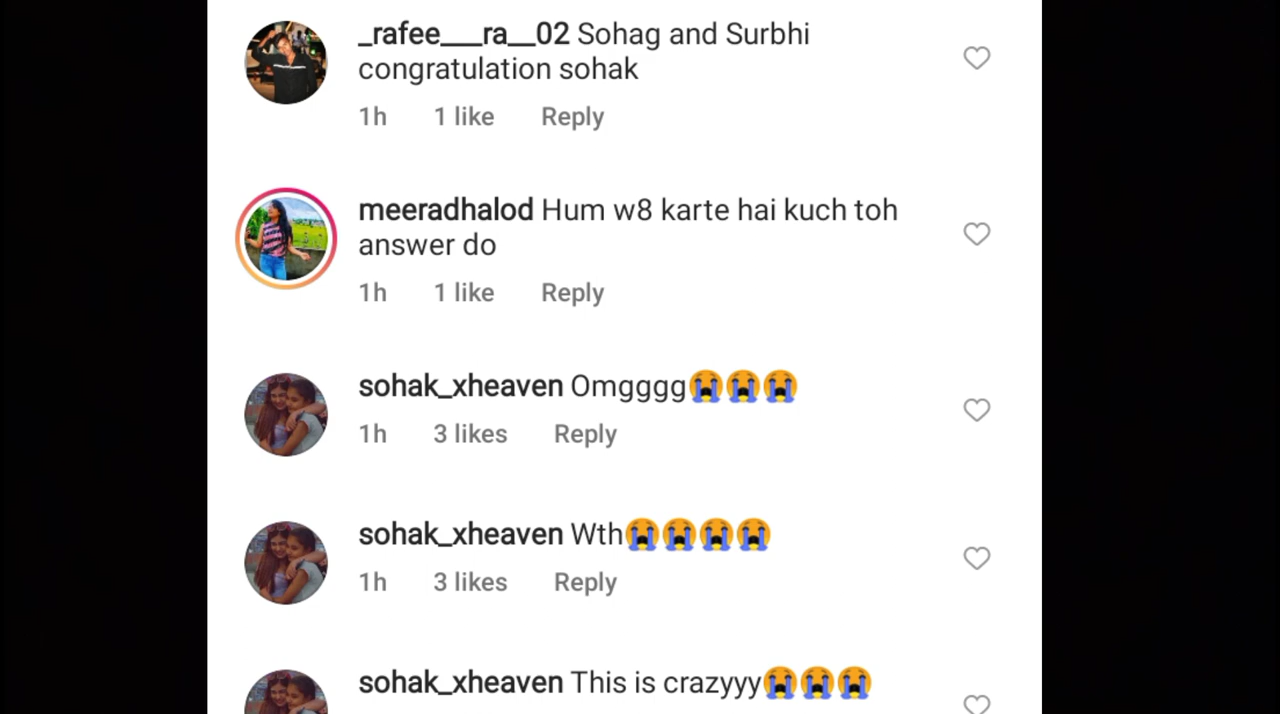 _rafee___ra__02 Sohag and Surbhi
congratulation sohak
1h 1 like Reply
meeradhalod Hum w8 karte hai kuch toh
answer do
1h 1 like Reply
sohak_xheaven Omgggg😭😭😭
1h 3 likes Reply
sohak_xheaven Wth😭😭😭😭
1h 3 likes Reply
sohak_xheaven This is crazyyy😭😭😭